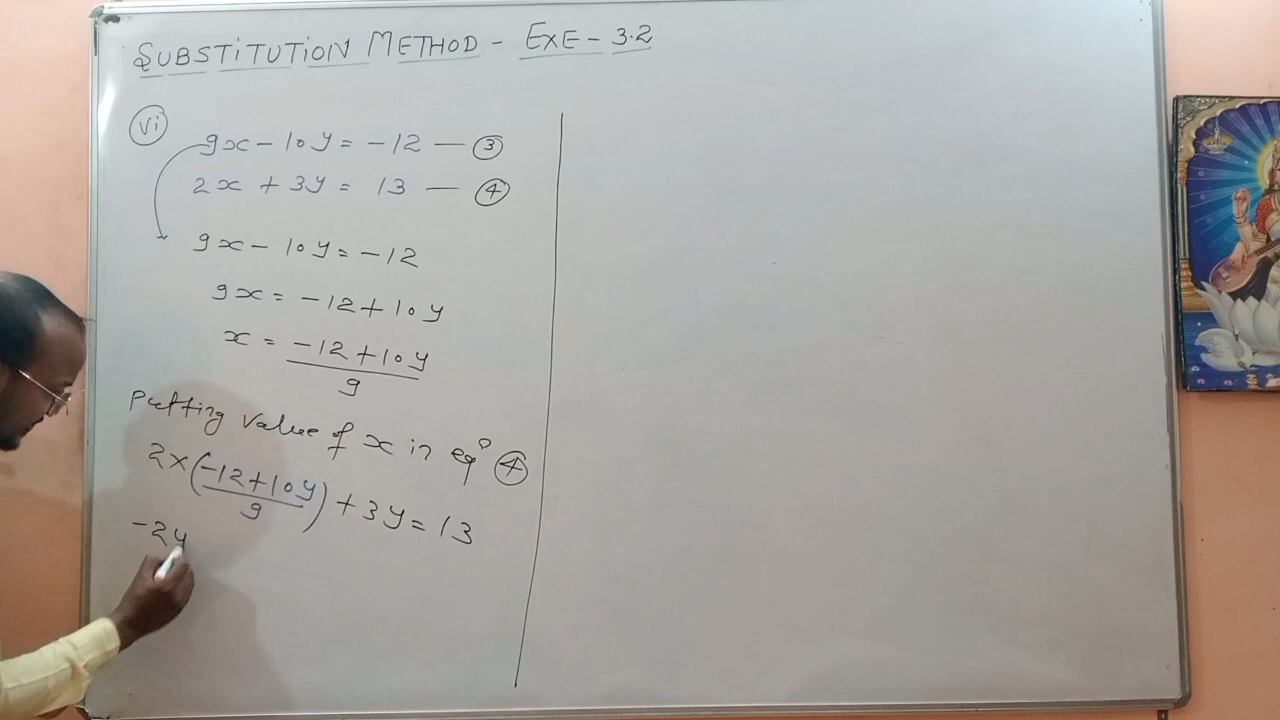 SUBSTITUTION METHOD - EXE - 3.2
vi
9x - 10y = -12 — ③
2x + 3y = 13 — ④
9x - 10y = -12
9x = -12 + 10y
x = -12 + 10y
9
Putting Value of x in eqⁿ ④
2 × (-12 + 10y) + 3y = 13
9
-24